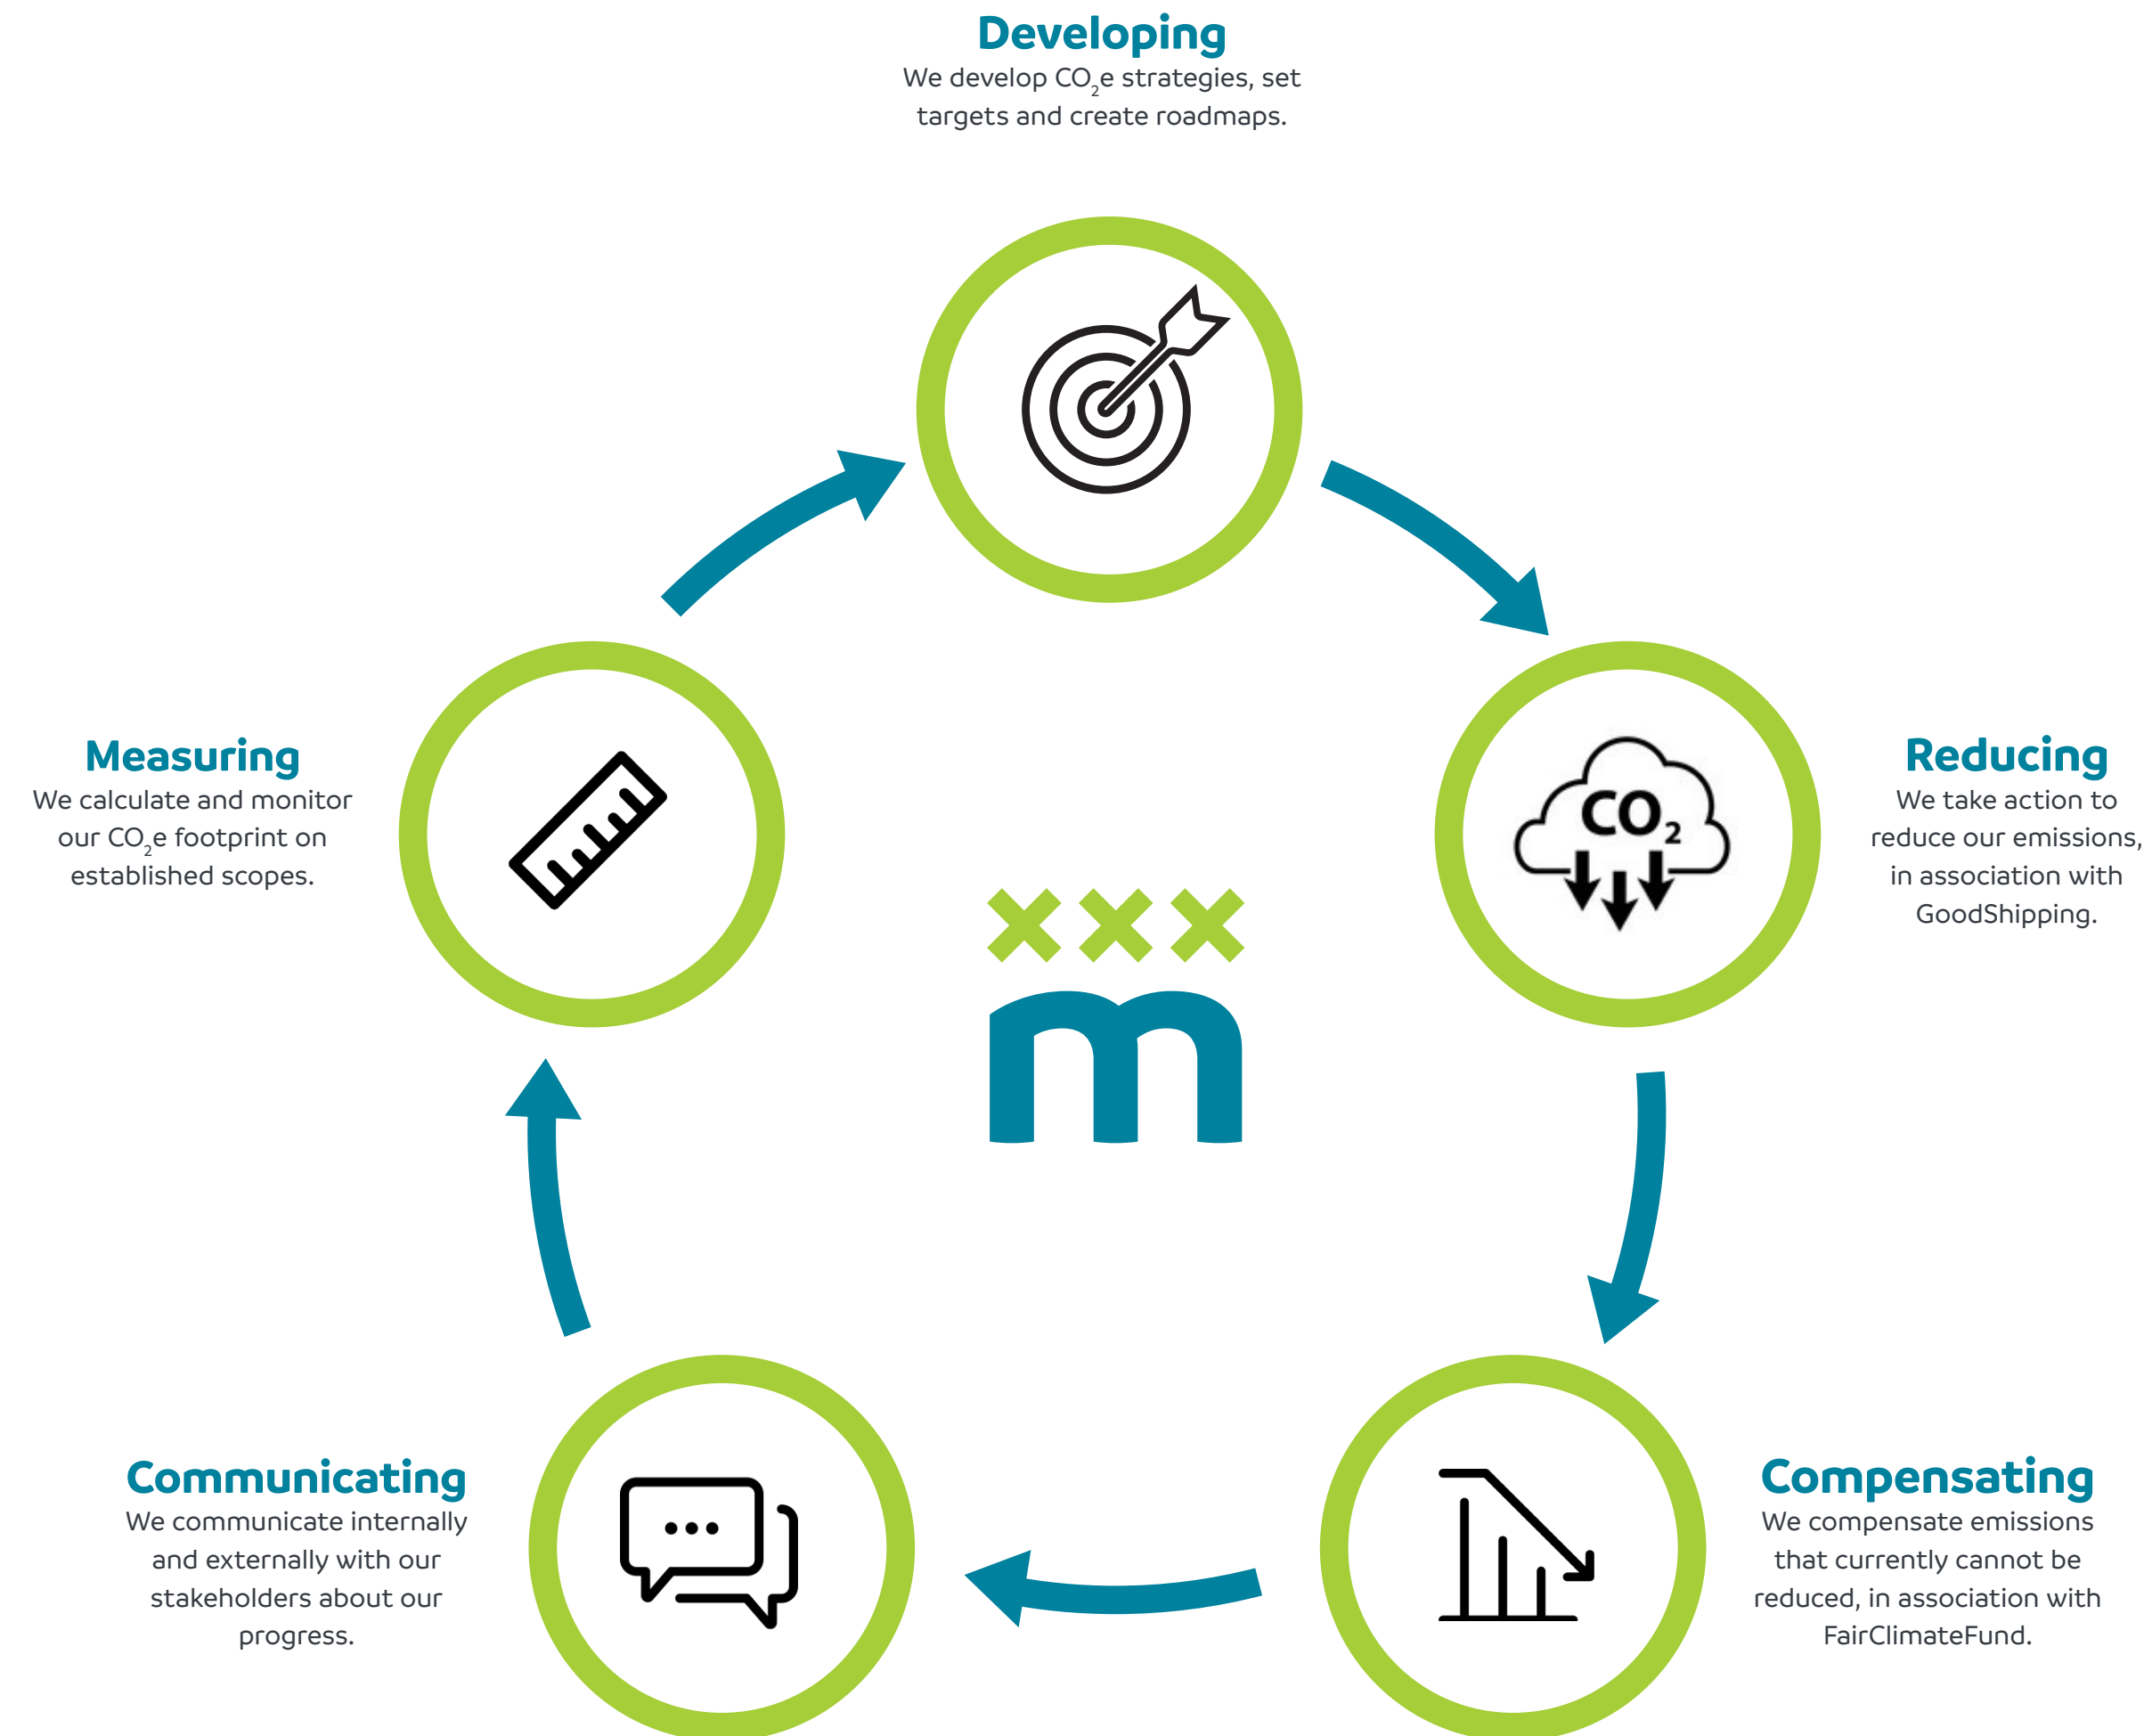 Developing
We develop CO₂e strategies, set
targets and create roadmaps.
Measuring
We calculate and monitor
our CO₂e footprint on
established scopes.
CO₂
Reducing
We take action to
reduce our emissions,
in association with
GoodShipping.
xxx
m
Communicating
We communicate internally
and externally with our
stakeholders about our
progress.
Compensating
We compensate emissions
that currently cannot be
reduced, in association with
FairClimateFund.